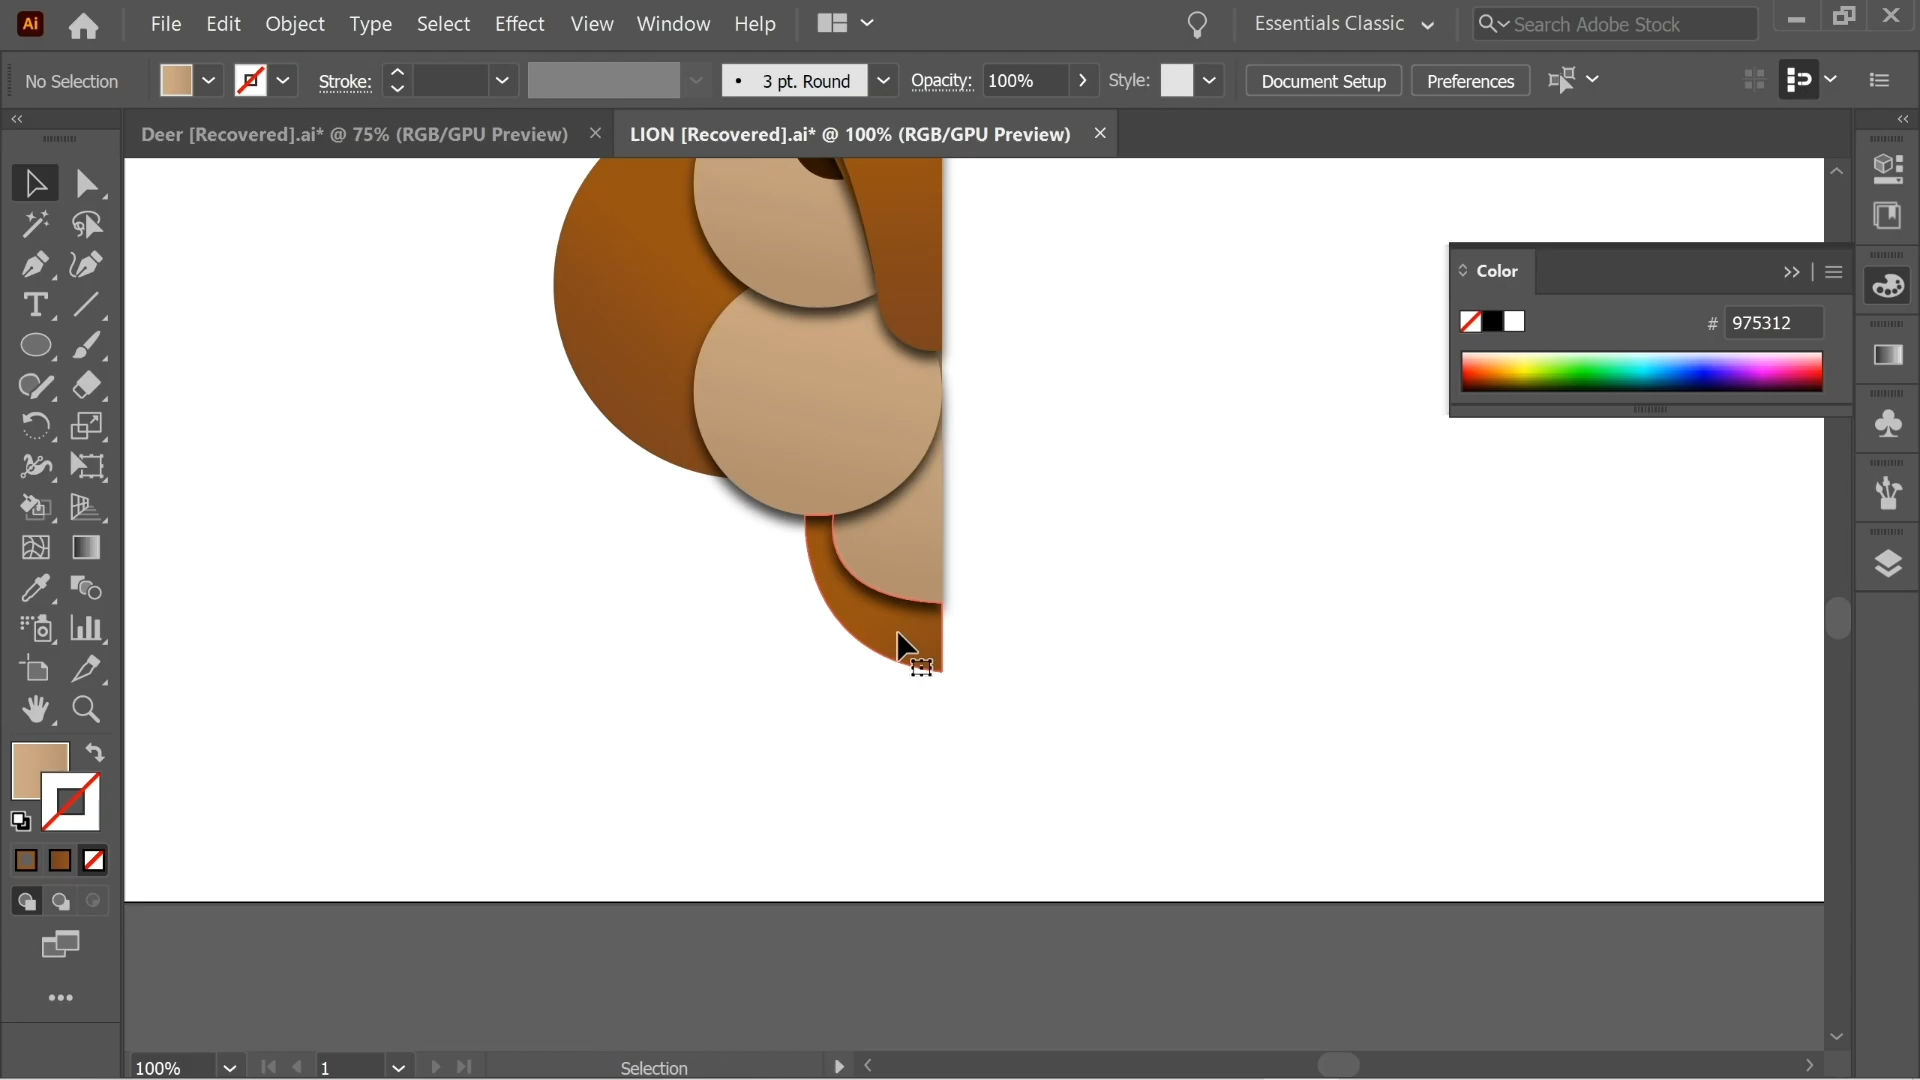 Ai File Edit Object Type Select Effect View Window Help Essentials Classic Search Adobe Stock
No Selection Stroke: 3 pt. Round Opacity: 100% Style: Document Setup Preferences
Deer [Recovered].ai* @ 75% (RGB/GPU Preview) LION [Recovered].ai* @ 100% (RGB/GPU Preview)
Color
# 975312
100% 1 Selection